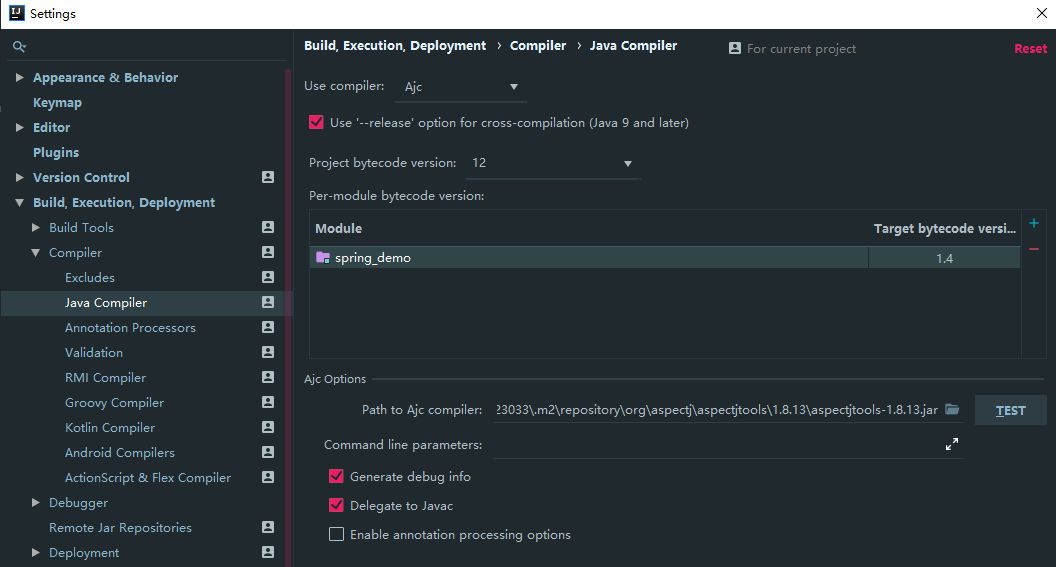 IJ Settings
Appearance & Behavior
Keymap
Editor
Plugins
Version Control
Build, Execution, Deployment
Build Tools
Compiler
Excludes
Java Compiler
Annotation Processors
Validation
RMI Compiler
Groovy Compiler
Kotlin Compiler
Android Compilers
ActionScript & Flex Compiler
Debugger
Remote Jar Repositories
Deployment
Build, Execution, Deployment › Compiler › Java Compiler For current project Reset
Use compiler: Ajc
Use '--release' option for cross-compilation (Java 9 and later)
Project bytecode version: 12
Per-module bytecode version:
Module Target bytecode versi...
spring_demo 1.4
Ajc Options
Path to Ajc compiler: 23033\.m2\repository\org\aspectj\aspectjtools\1.8.13\aspectjtools-1.8.13.jar TEST
Command line parameters:
Generate debug info
Delegate to Javac
Enable annotation processing options